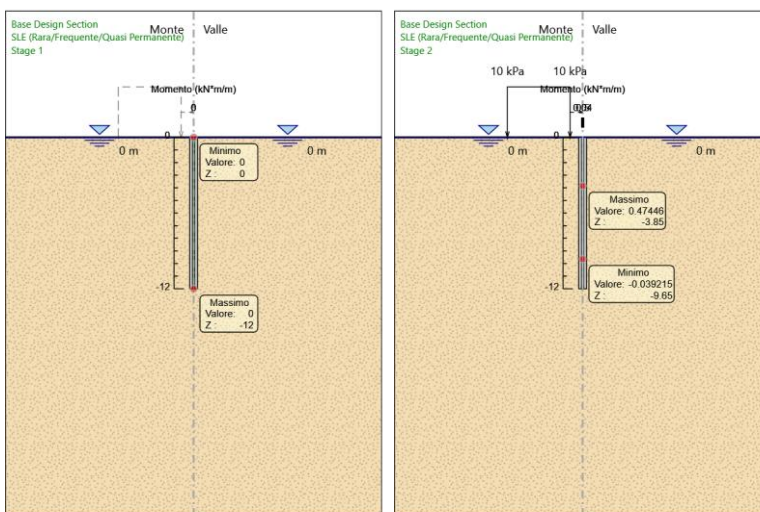 Base Design Section
SLE (Rara/Frequente/Quasi Permanente)
Stage 1
Monte
Valle
Momento (kN*m/m)
0
0
0 m
0 m
Minimo
Valore: 0
Z : 0
-12
Massimo
Valore: 0
Z : -12
Base Design Section
SLE (Rara/Frequente/Quasi Permanente)
Stage 2
Monte
Valle
10 kPa
10 kPa
Momento (kN*m/m)
0
0 m
0 m
Massimo
Valore: 0.47446
Z : -3.85
-12
Minimo
Valore: -0.039215
Z : -9.65